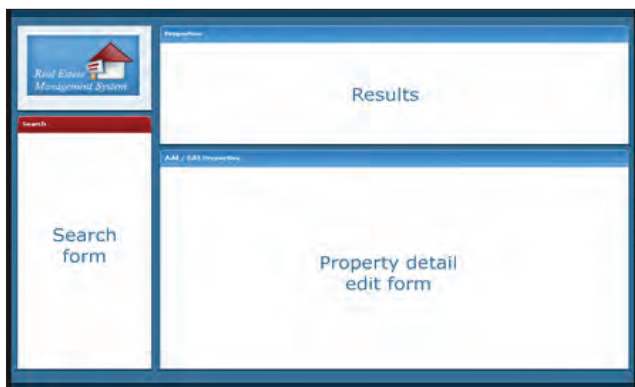 Real Estate
Management System
Properties
Results
Search
Search
form
Add / Edit Properties
Property detail
edit form